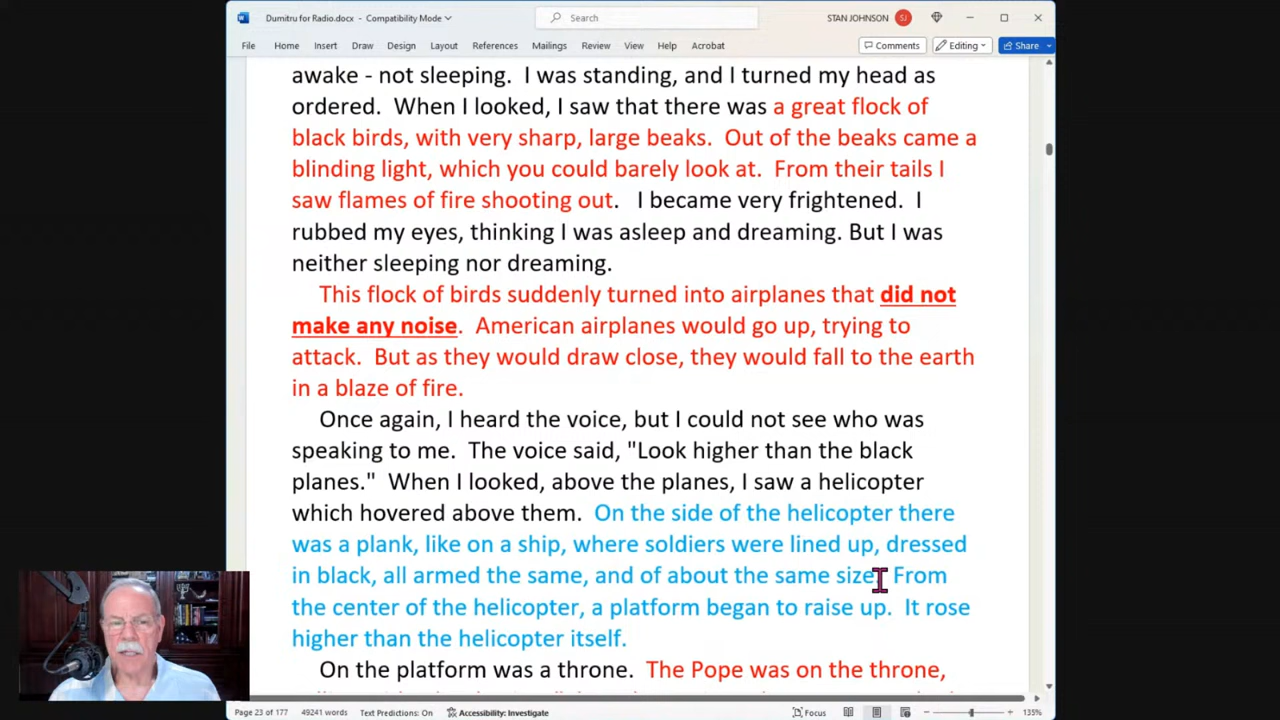 Dumitru for Radio.docx - Compatibility Mode
Search
STAN JOHNSON
SJ
File Home Insert Draw Design Layout References Mailings Review View Help Acrobat
Comments Editing Share
awake - not sleeping. I was standing, and I turned my head as
ordered. When I looked, I saw that there was a great flock of
black birds, with very sharp, large beaks. Out of the beaks came a
blinding light, which you could barely look at. From their tails I
saw flames of fire shooting out. I became very frightened. I
rubbed my eyes, thinking I was asleep and dreaming. But I was
neither sleeping nor dreaming.
This flock of birds suddenly turned into airplanes that did not
make any noise. American airplanes would go up, trying to
attack. But as they would draw close, they would fall to the earth
in a blaze of fire.
Once again, I heard the voice, but I could not see who was
speaking to me. The voice said, "Look higher than the black
planes." When I looked, above the planes, I saw a helicopter
which hovered above them. On the side of the helicopter there
was a plank, like on a ship, where soldiers were lined up, dressed
in black, all armed the same, and of about the same size. From
the center of the helicopter, a platform began to raise up. It rose
higher than the helicopter itself.
On the platform was a throne. The Pope was on the throne,
Page 23 of 177 49241 words Text Predictions: On Accessibility: Investigate Focus 135%